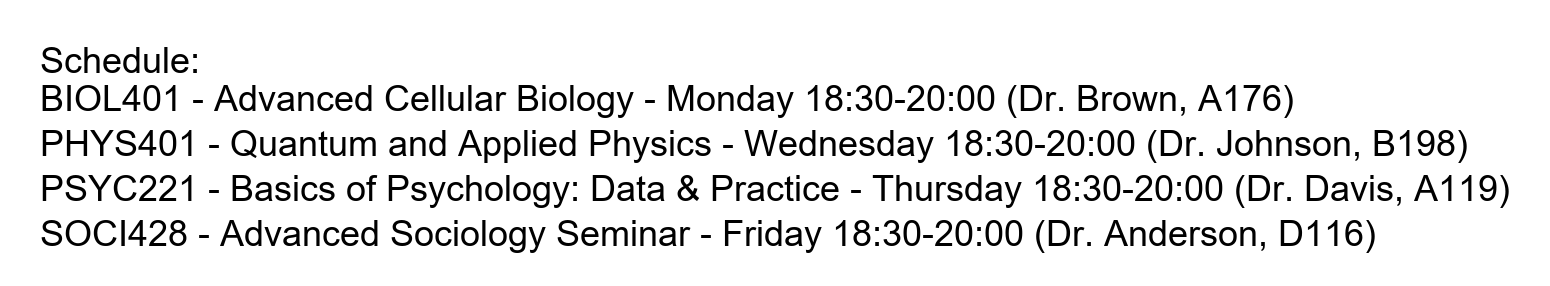 Schedule:
BIOL401 - Advanced Cellular Biology - Monday 18:30-20:00 (Dr. Brown, A176)
PHYS401 - Quantum and Applied Physics - Wednesday 18:30-20:00 (Dr. Johnson, B198)
PSYC221 - Basics of Psychology: Data & Practice - Thursday 18:30-20:00 (Dr. Davis, A119)
SOCI428 - Advanced Sociology Seminar - Friday 18:30-20:00 (Dr. Anderson, D116)